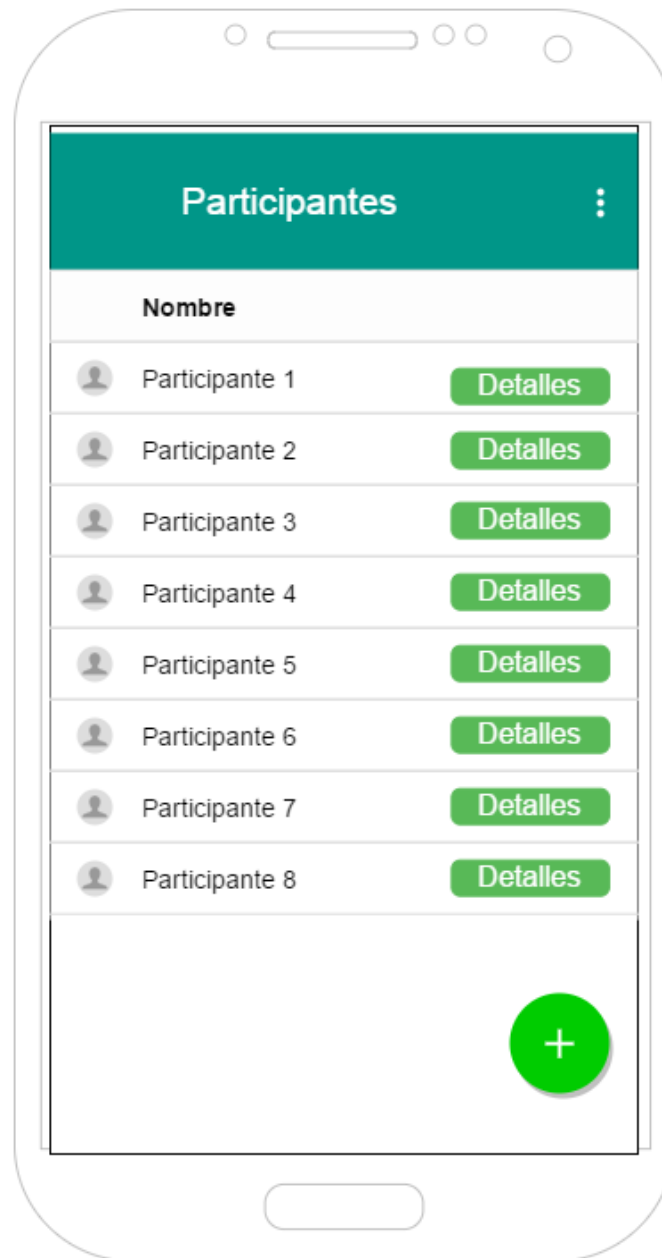 Participantes
Nombre
Participante 1 Detalles
Participante 2 Detalles
Participante 3 Detalles
Participante 4 Detalles
Participante 5 Detalles
Participante 6 Detalles
Participante 7 Detalles
Participante 8 Detalles
+